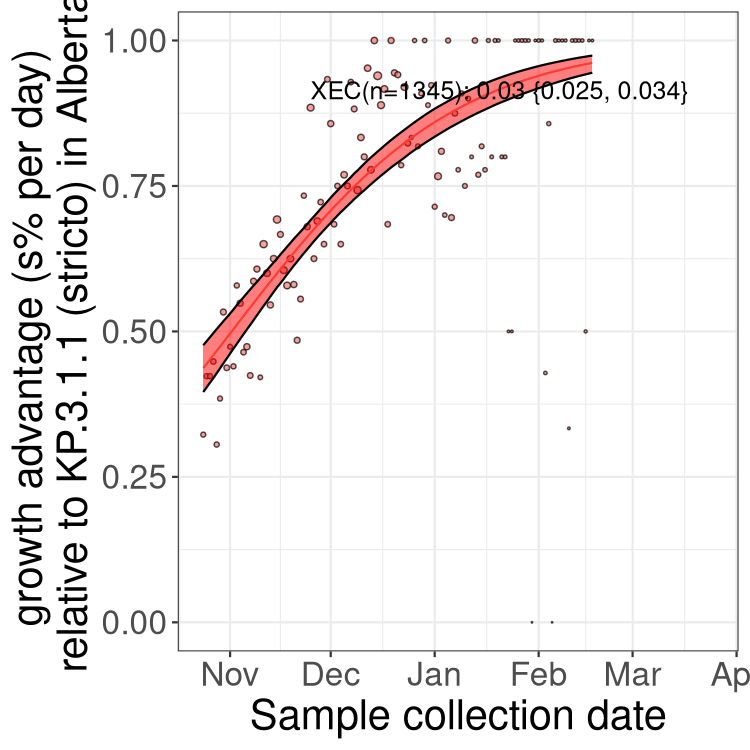 growth advantage (s% per day)
relative to KP.3.1.1 (stricto) in Alberta
1.00
0.75
0.50
0.25
0.00
XEC(n=1345): 0.03 {0.025, 0.034}
Nov Dec Jan Feb Mar Ap
Sample collection date